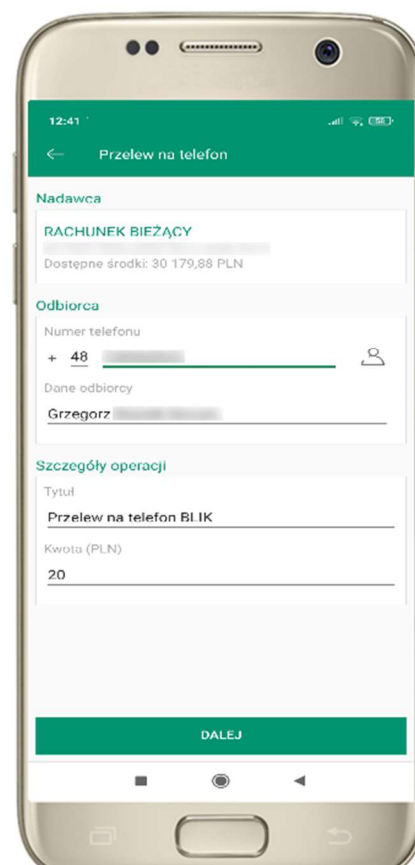 12:41
Przelew na telefon
Nadawca
RACHUNEK BIEŻĄCY
Dostępne środki: 30 179,88 PLN
Odbiorca
Numer telefonu
+ 48
Dane odbiorcy
Grzegorz
Szczegóły operacji
Tytuł
Przelew na telefon BLIK
Kwota (PLN)
20
DALEJ